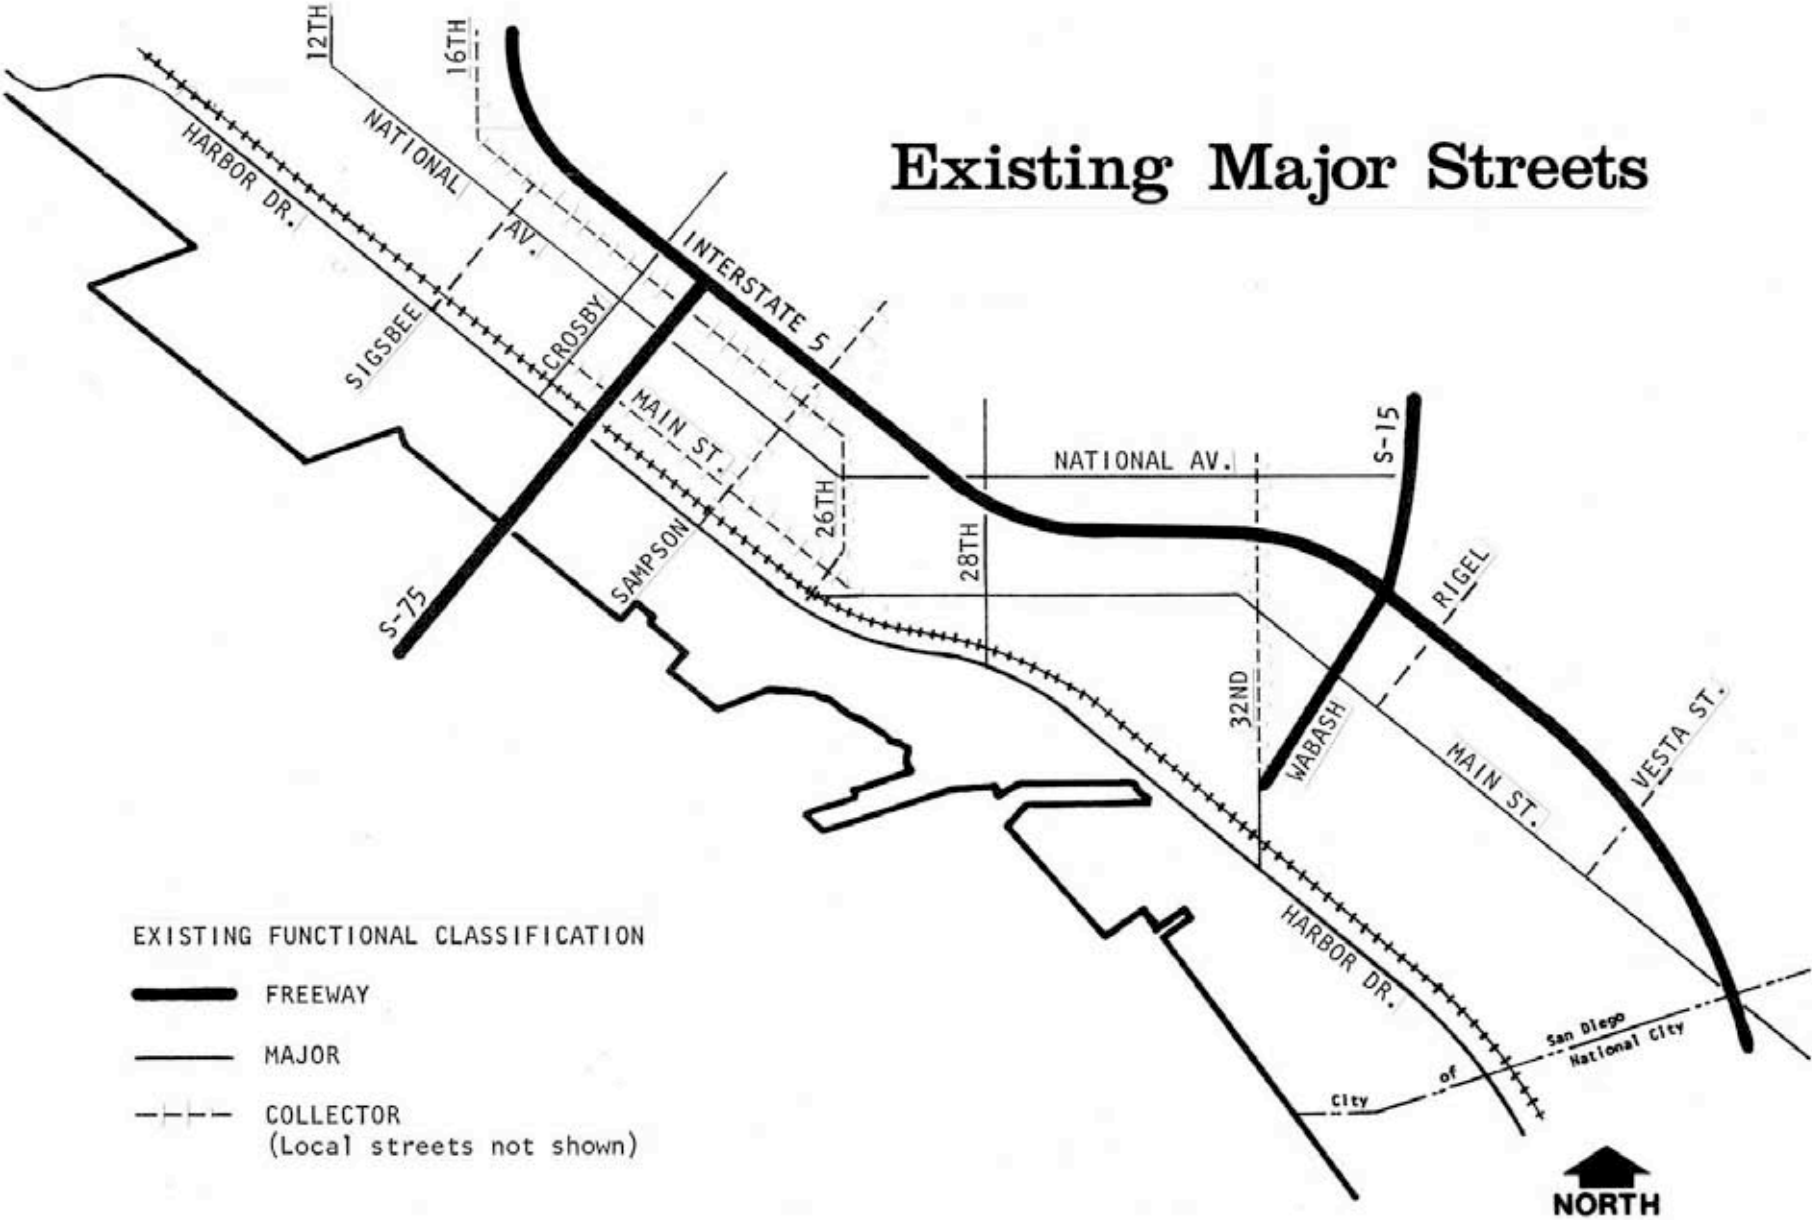 12TH
16TH
Existing Major Streets
NATIONAL
AV.
HARBOR DR.
INTERSTATE 5
SIGSBEE
CROSBY
MAIN ST.
S-15
NATIONAL AV.
26TH
28TH
SAMPSON
S-75
RIGEL
32ND
WABASH
VESTA ST.
MAIN ST.
HARBOR DR.
EXISTING FUNCTIONAL CLASSIFICATION
FREEWAY
MAJOR
COLLECTOR
(Local streets not shown)
San Diego
City of
National City
NORTH